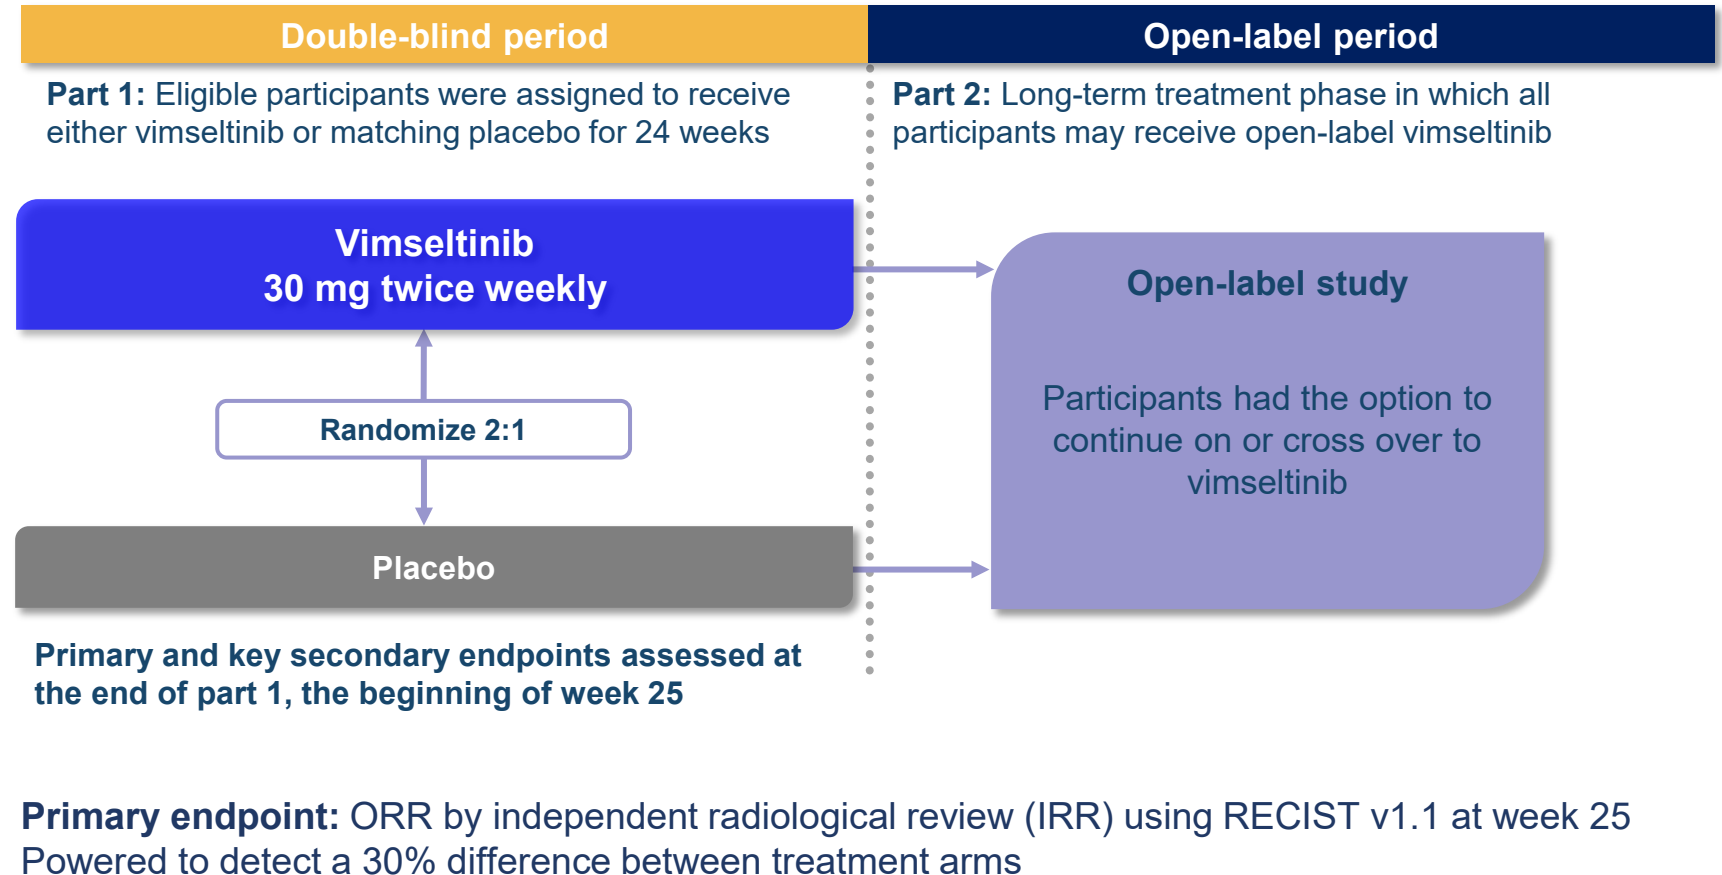 Double-blind period
Open-label period
Part 1: Eligible participants were assigned to receive
either vimseltinib or matching placebo for 24 weeks
Part 2: Long-term treatment phase in which all
participants may receive open-label vimseltinib
Vimseltinib
30 mg twice weekly
Randomize 2:1
Placebo
Open-label study
Participants had the option to
continue on or cross over to
vimseltinib
Primary and key secondary endpoints assessed at
the end of part 1, the beginning of week 25
Primary endpoint: ORR by independent radiological review (IRR) using RECIST v1.1 at week 25
Powered to detect a 30% difference between treatment arms